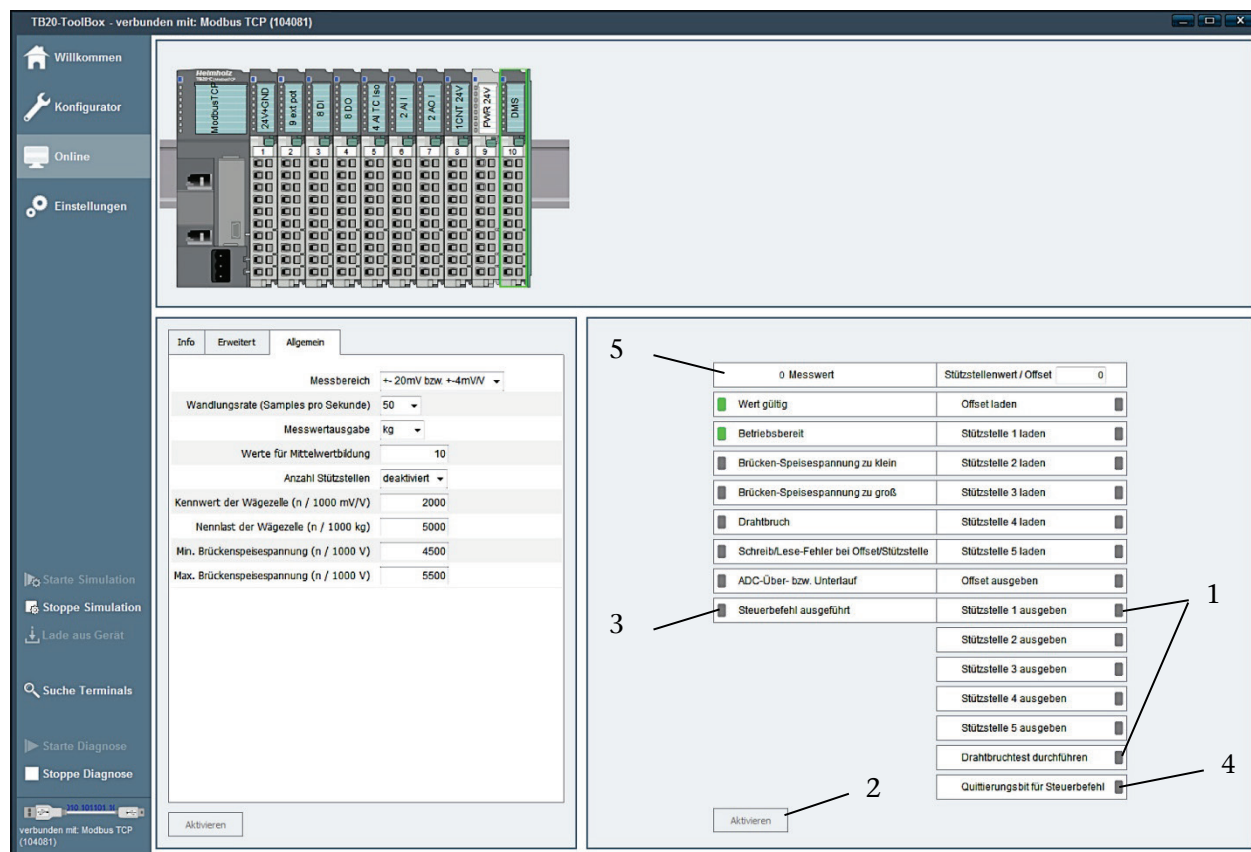 TB20-ToolBox - verbunden mit: Modbus TCP (104081)
Willkommen
Konfigurator
Online
Einstellungen
Starte Simulation
Stoppe Simulation
Lade aus Gerät
Suche Terminals
Starte Diagnose
Stoppe Diagnose
verbunden mit: Modbus TCP
(104081)
Helmholz
ModbusTCP
24V+GND
9 ext pot
8 DI
8 DO
4 AI TC Iso
2 AI I
2 AO I
1CNT 24V
PWR 24V
DMS
1 2 3 4 5 6 7 8 9 10
Info Erweitert Allgemein
Messbereich +- 20mV bzw. +-4mV/V
Wandlungsrate (Samples pro Sekunde) 50
Messwertausgabe kg
Werte für Mittelwertbildung 10
Anzahl Stützstellen deaktiviert
Kennwert der Wägezelle (n / 1000 mV/V) 2000
Nennlast der Wägezelle (n / 1000 kg) 5000
Min. Brückenspeisespannung (n / 1000 V) 4500
Max. Brückenspeisespannung (n / 1000 V) 5500
Aktivieren
5
0 Messwert Stützstellenwert / Offset 0
Wert gültig Offset laden
Betriebsbereit Stützstelle 1 laden
Brücken-Speisespannung zu klein Stützstelle 2 laden
Brücken-Speisespannung zu groß Stützstelle 3 laden
Drahtbruch Stützstelle 4 laden
Schreib/Lese-Fehler bei Offset/Stützstelle Stützstelle 5 laden
ADC-Über- bzw. Unterlauf Offset ausgeben
3 Steuerbefehl ausgeführt Stützstelle 1 ausgeben 1
Stützstelle 2 ausgeben
Stützstelle 3 ausgeben
Stützstelle 4 ausgeben
Stützstelle 5 ausgeben
Drahtbruchtest durchführen
Quittierungsbit für Steuerbefehl 4
2
Aktivieren